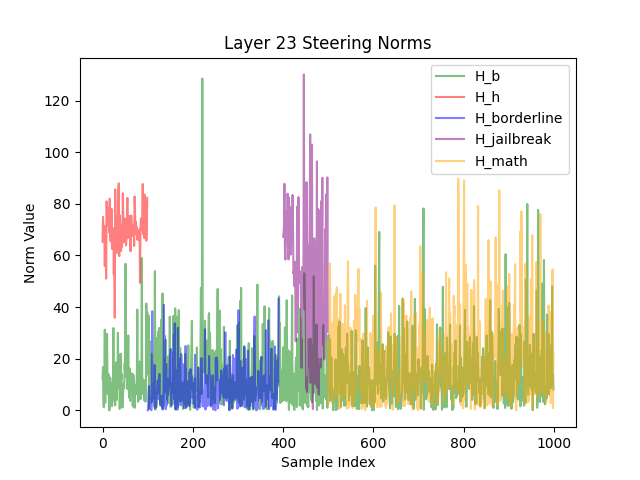 Layer 23 Steering Norms
H_b
H_h
H_borderline
H_jailbreak
H_math
Norm Value
120
100
80
60
40
20
0
0 200 400 600 800 1000
Sample Index